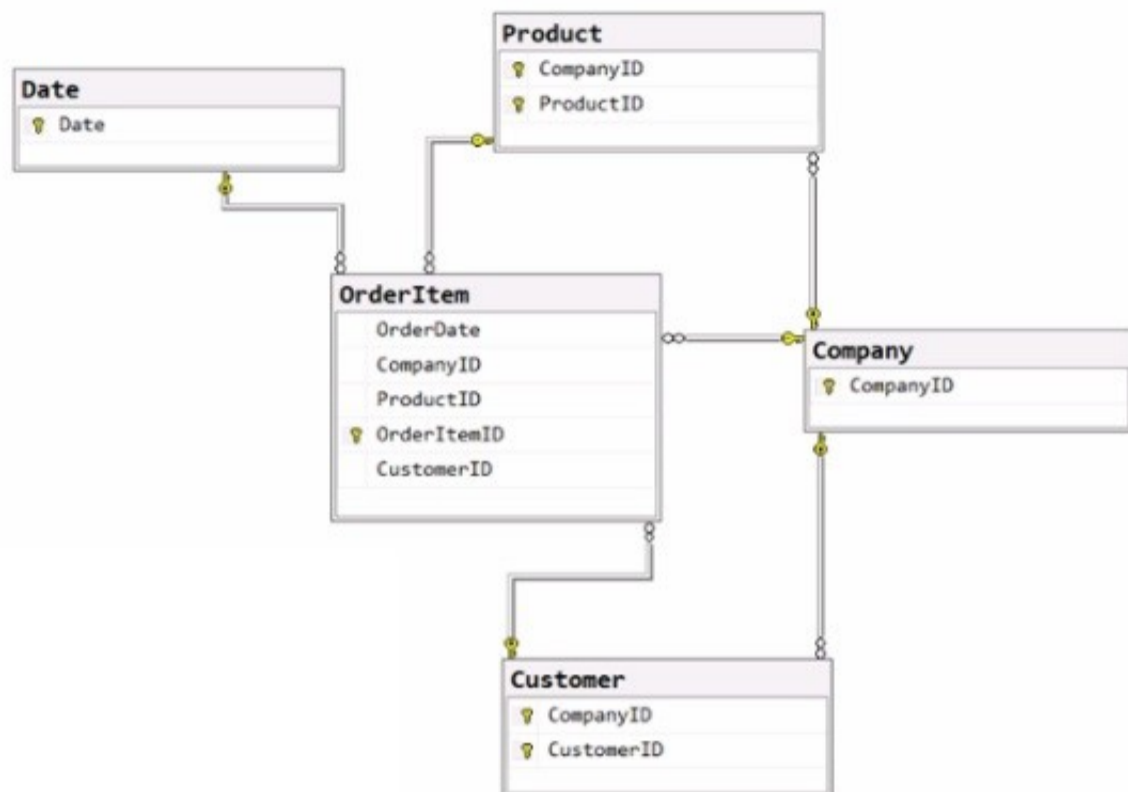 Product
CompanyID
ProductID
Date
Date
OrderItem
OrderDate
CompanyID
ProductID
OrderItemID
CustomerID
Company
CompanyID
Customer
CompanyID
CustomerID